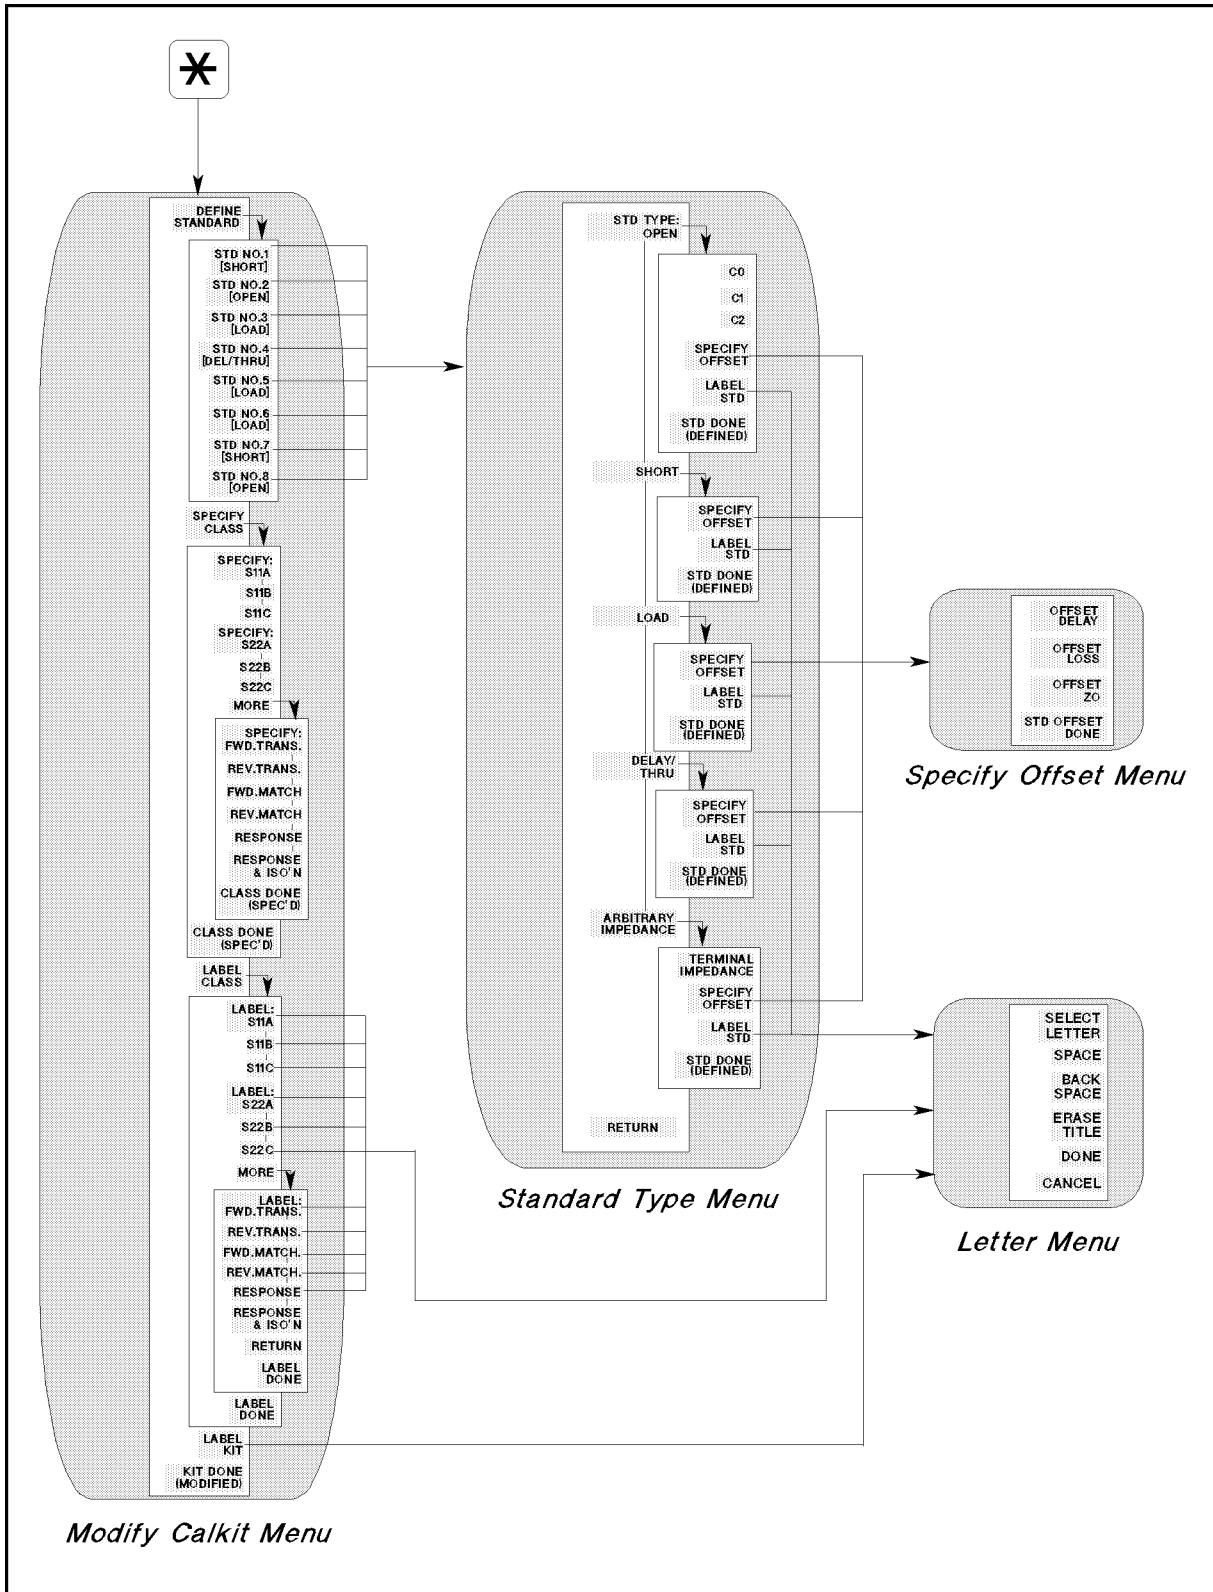 DEFINE
STANDARD
STD NO.1
[SHORT]
STD NO.2
[OPEN]
STD NO.3
[LOAD]
STD NO.4
[DEL/THRU]
STD NO.5
[LOAD]
STD NO.6
[LOAD]
STD NO.7
[SHORT]
STD NO.8
[OPEN]
SPECIFY
CLASS
SPECIFY:
S11A
S11B
S11C
SPECIFY:
S22A
S22B
S22C
MORE
SPECIFY:
FWD.TRANS.
REV.TRANS.
FWD.MATCH
REV.MATCH
RESPONSE
RESPONSE
& ISO'N
CLASS DONE
(SPEC'D)
CLASS DONE
(SPEC'D)
LABEL
CLASS
LABEL:
S11A
S11B
S11C
LABEL:
S22A
S22B
S22C
MORE
LABEL:
FWD.TRANS.
REV.TRANS.
FWD.MATCH.
REV.MATCH.
RESPONSE
RESPONSE
& ISO'N
RETURN
LABEL
DONE
LABEL
DONE
LABEL
KIT
KIT DONE
(MODIFIED)
Modify Calkit Menu
STD TYPE:
OPEN
C0
C1
C2
SPECIFY
OFFSET
LABEL
STD
STD DONE
(DEFINED)
SHORT
SPECIFY
OFFSET
LABEL
STD
STD DONE
(DEFINED)
LOAD
SPECIFY
OFFSET
LABEL
STD
STD DONE
(DEFINED)
DELAY/
THRU
SPECIFY
OFFSET
LABEL
STD
STD DONE
(DEFINED)
ARBITRARY
IMPEDANCE
TERMINAL
IMPEDANCE
SPECIFY
OFFSET
LABEL
STD
STD DONE
(DEFINED)
RETURN
Standard Type Menu
OFFSET
DELAY
OFFSET
LOSS
OFFSET
Z0
STD OFFSET
DONE
Specify Offset Menu
SELECT
LETTER
SPACE
BACK
SPACE
ERASE
TITLE
DONE
CANCEL
Letter Menu